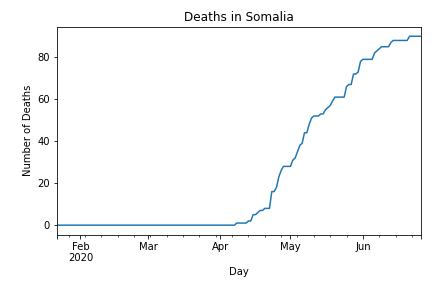 Deaths in Somalia
Number of Deaths
80
60
40
20
0
Feb
2020
Mar
Apr
May
Jun
Day